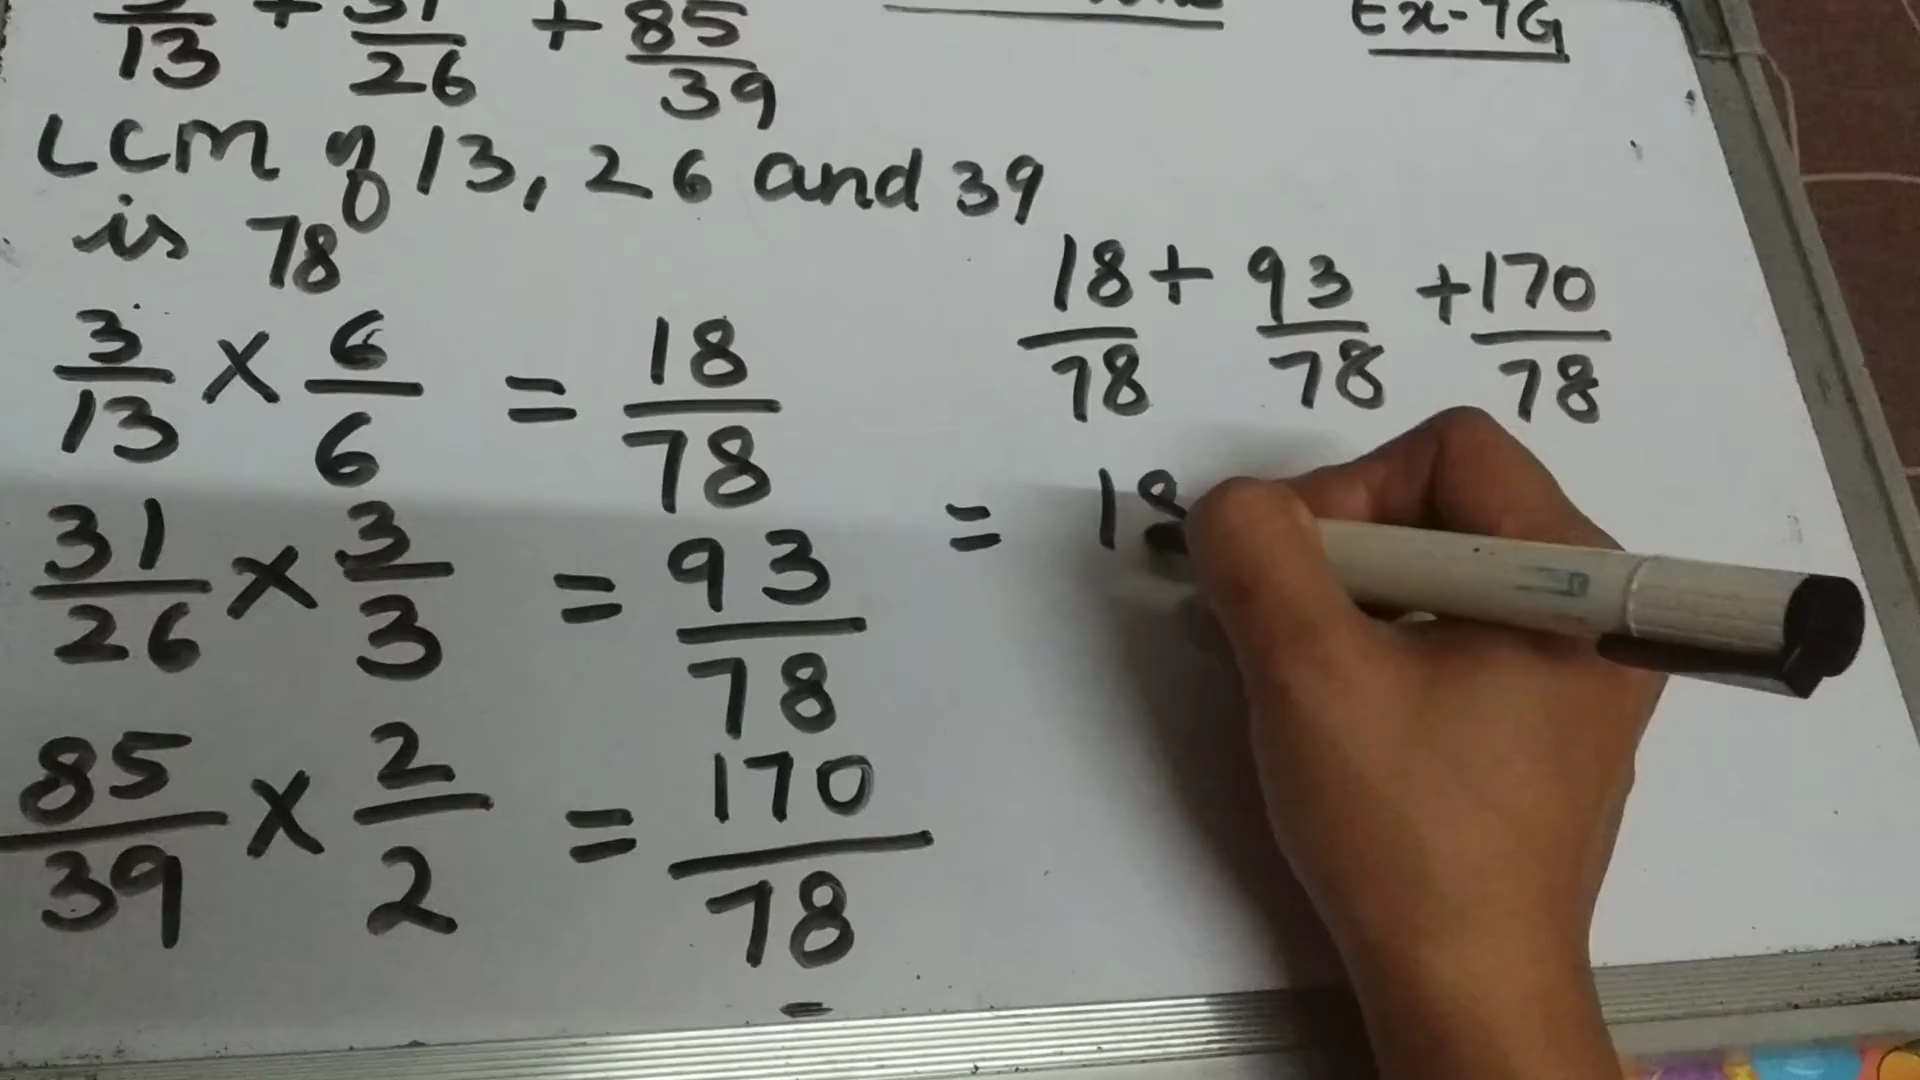 Ex-7G
3/13 + 31/26 + 85/39
LCM of 13, 26 and 39
is 78
3/13 × 6/6 = 18/78
31/26 × 3/3 = 93/78
85/39 × 2/2 = 170/78
=
18/78 + 93/78 + 170/78
= 18